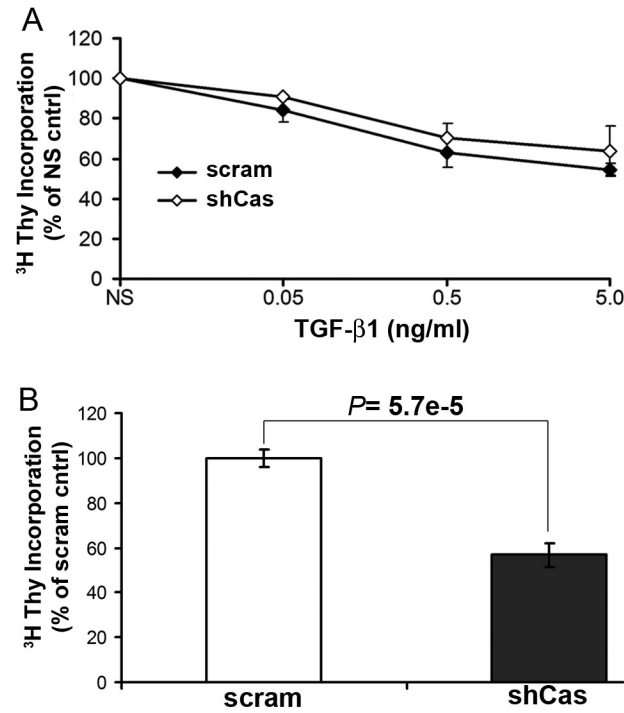 A
³H Thy Incorporation
(% of NS cntrl)
120
100
80
60
40
20
0
scram
shCas
NS 0.05 0.5 5.0
TGF-β1 (ng/ml)
B
³H Thy Incorporation
(% of scram cntrl)
120
100
80
60
40
20
0
P= 5.7e-5
scram shCas